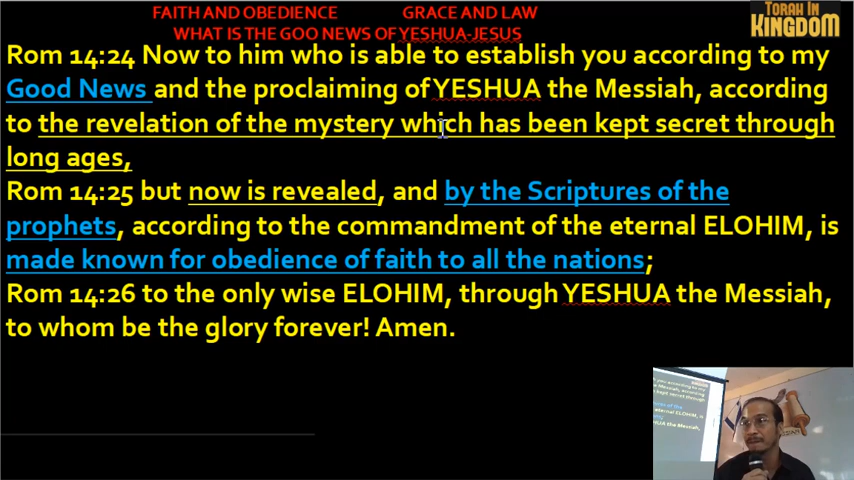 FAITH AND OBEDIENCE GRACE AND LAW
WHAT IS THE GOO NEWS OF YESHUA-JESUS
TORAH IN
KINGDOM
Rom 14:24 Now to him who is able to establish you according to my
Good News and the proclaiming of YESHUA the Messiah, according
to the revelation of the mystery which has been kept secret through
long ages,
Rom 14:25 but now is revealed, and by the Scriptures of the
prophets, according to the commandment of the eternal ELOHIM, is
made known for obedience of faith to all the nations;
Rom 14:26 to the only wise ELOHIM, through YESHUA the Messiah,
to whom be the glory forever! Amen.